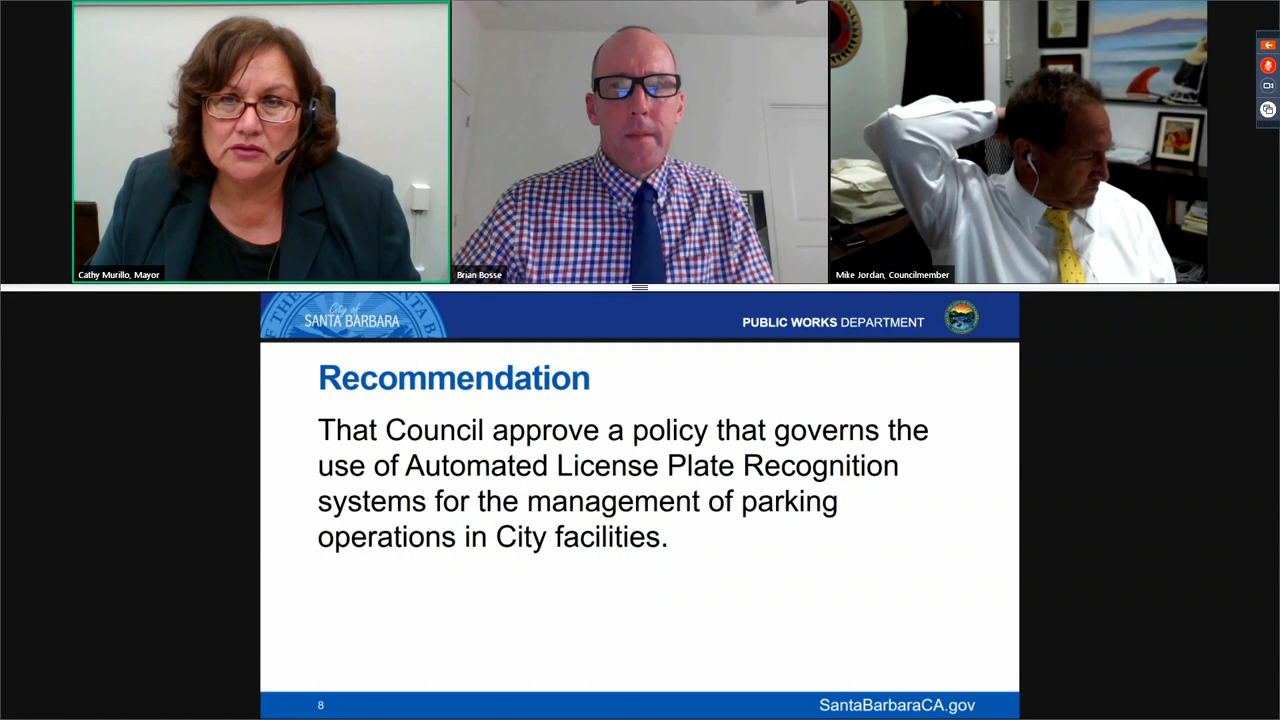 Cathy Murillo, Mayor
Brian Bosse
Mike Jordan, Councilmember
City of
SANTA BARBARA
PUBLIC WORKS DEPARTMENT
Recommendation
That Council approve a policy that governs the
use of Automated License Plate Recognition
systems for the management of parking
operations in City facilities.
8
SantaBarbaraCA.gov